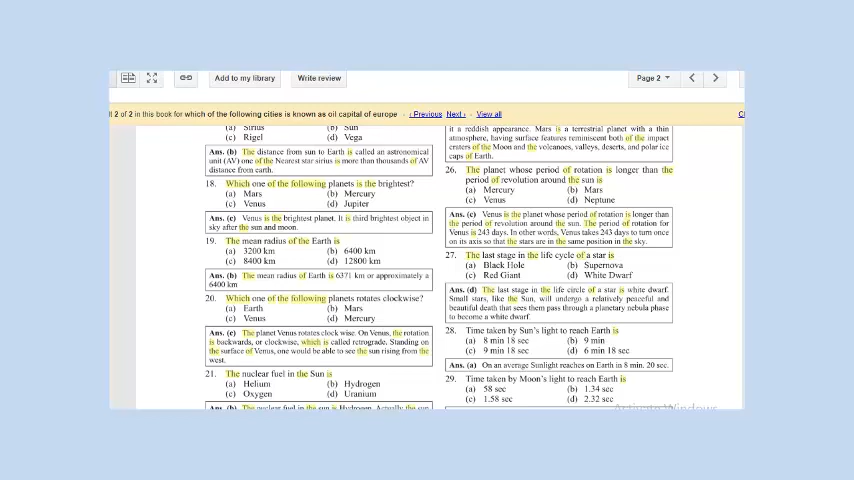 Add to my library
Write review
Page 2
2 of 2 in this book for which of the following cities is known as oil capital of europe - ‹ Previous Next › - View all
(a) Sirius (b) Sun
(c) Rigel (d) Vega
Ans. (b) The distance from sun to Earth is called an astronomical
unit (AV) one of the Nearest star sirius is more than thousands of AV
distance from earth.
18. Which one of the following planets is the brightest?
(a) Mars (b) Mercury
(c) Venus (d) Jupiter
Ans. (c) Venus is the brightest planet. It is third brightest object in
sky after the sun and moon.
19. The mean radius of the Earth is
(a) 3200 km (b) 6400 km
(c) 8400 km (d) 12800 km
Ans. (b) The mean radius of Earth is 6371 km or approximately a
6400 km
20. Which one of the following planets rotates clockwise?
(a) Earth (b) Mars
(c) Venus (d) Mercury
Ans. (c) The planet Venus rotates clock wise. On Venus, the rotation
is backwards, or clockwise, which is called retrograde. Standing on
the surface of Venus, one would be able to see the sun rising from the
west.
21. The nuclear fuel in the Sun is
(a) Helium (b) Hydrogen
(c) Oxygen (d) Uranium
Ans. (b) The nuclear fuel in the sun is Hydrogen. Actually the sun
it a reddish appearance. Mars is a terrestrial planet with a thin
atmosphere, having surface features reminiscent both of the impact
craters of the Moon and the volcanoes, valleys, deserts, and polar ice
caps of Earth.
26. The planet whose period of rotation is longer than the
period of revolution around the sun is
(a) Mercury (b) Mars
(c) Venus (d) Neptune
Ans. (c) Venus is the planet whose period of rotation is longer than
the period of revolution around the sun. The period of rotation for
Venus is 243 days. In other words, Venus takes 243 days to turn once
on its axis so that the stars are in the same position in the sky.
27. The last stage in the life cycle of a star is
(a) Black Hole (b) Supernova
(c) Red Giant (d) White Dwarf
Ans. (d) The last stage in the life circle of a star is white dwarf.
Small stars, like the Sun, will undergo a relatively peaceful and
beautiful death that sees them pass through a planetary nebula phase
to become a white dwarf
28. Time taken by Sun's light to reach Earth is
(a) 8 min 18 sec (b) 9 min
(c) 9 min 18 sec (d) 6 min 18 sec
Ans. (a) On an average Sunlight reaches on Earth in 8 min. 20 sec.
29. Time taken by Moon's light to reach Earth is
(a) 58 sec (b) 1.34 sec
(c) 1.58 sec (d) 2.32 sec
Activate Windows